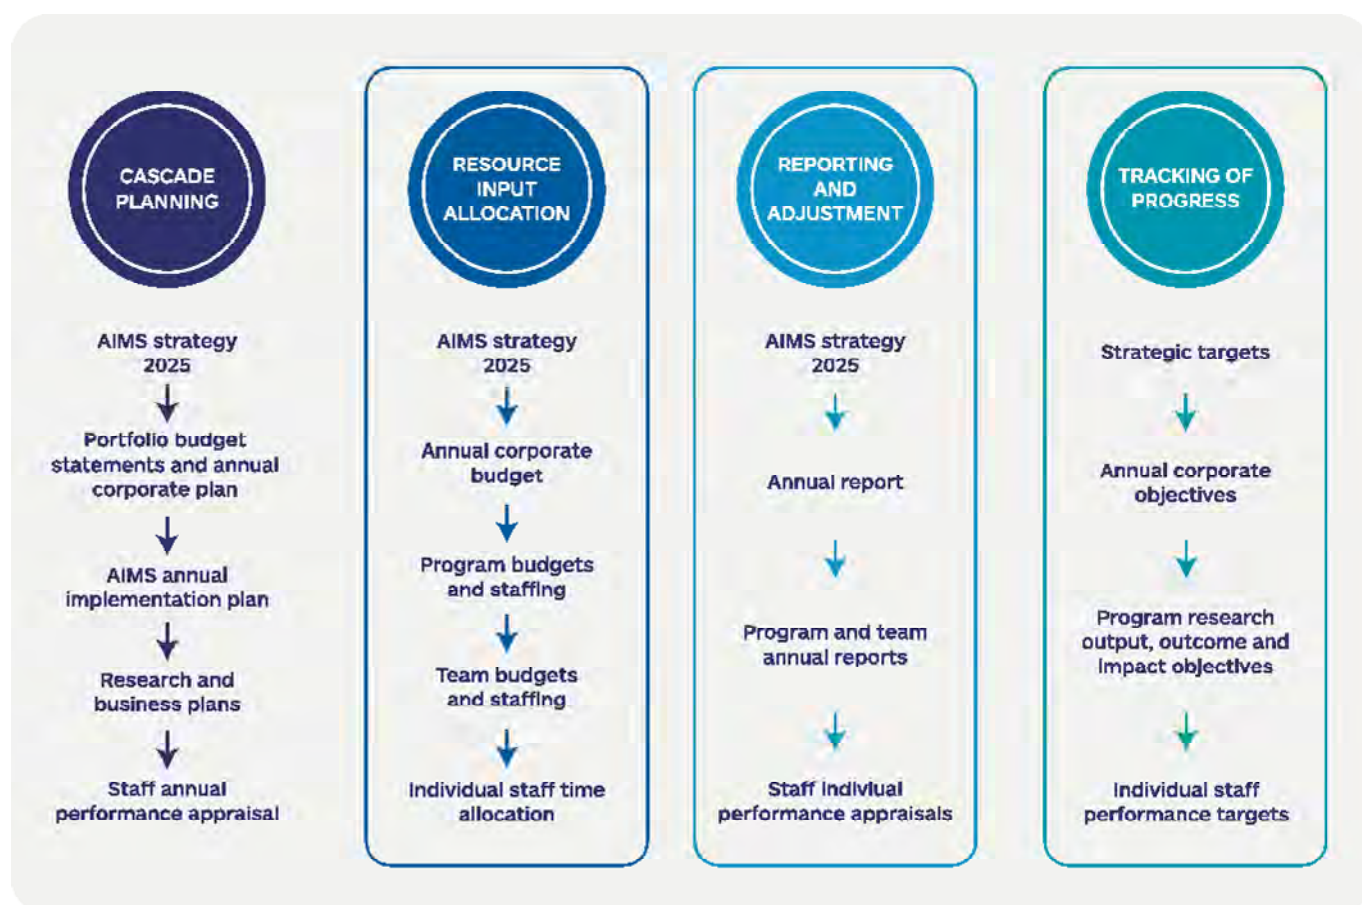 CASCADE
PLANNING
AIMS strategy
2025
Portfolio budget
statements and annual
corporate plan
AIMS annual
implementation plan
Research and
business plans
Staff annual
performance appraisal
RESOURCE
INPUT
ALLOCATION
AIMS strategy
2025
Annual corporate
budget
Program budgets
and staffing
Team budgets
and staffing
Individual staff time
allocation
REPORTING
AND
ADJUSTMENT
AIMS strategy
2025
Annual report
Program and team
annual reports
Staff indiviual
performance appraisals
TRACKING OF
PROGRESS
Strategic targets
Annual corporate
objectives
Program research
output, outcome and
impact objectives
Individual staff
performance targets